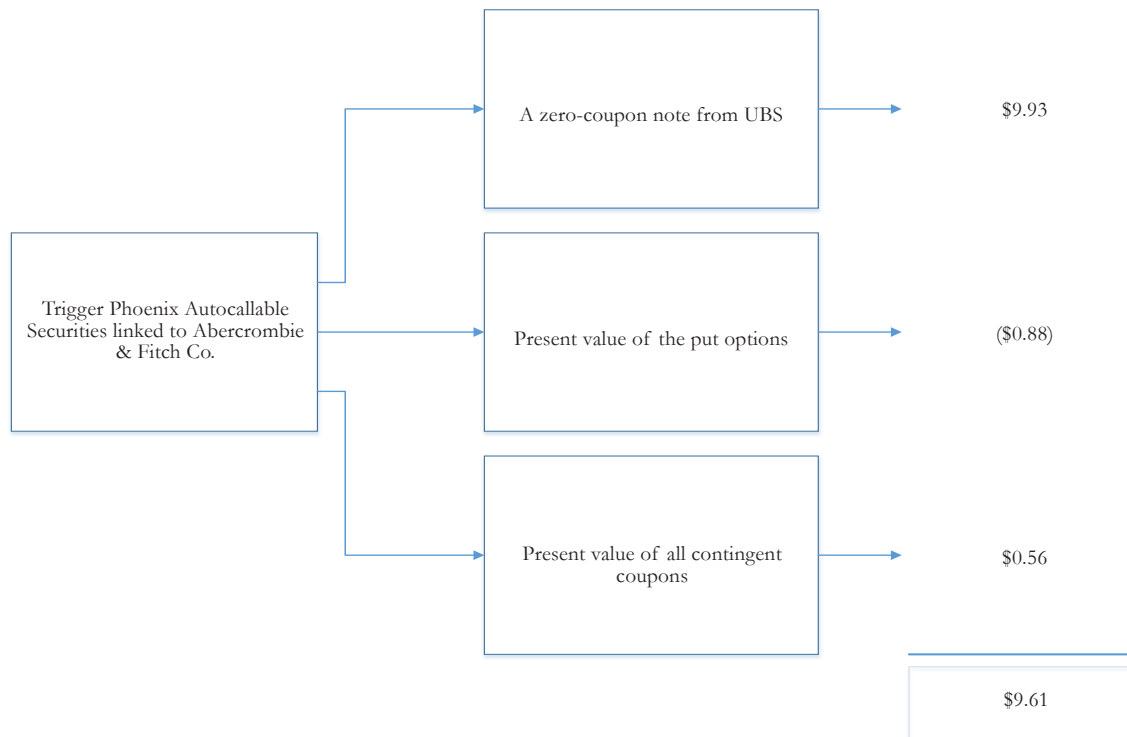 A zero-coupon note from UBS
$9.93
Trigger Phoenix Autocallable
Securities linked to Abercrombie
& Fitch Co.
Present value of the put options
($0.88)
Present value of all contingent
coupons
$0.56
$9.61